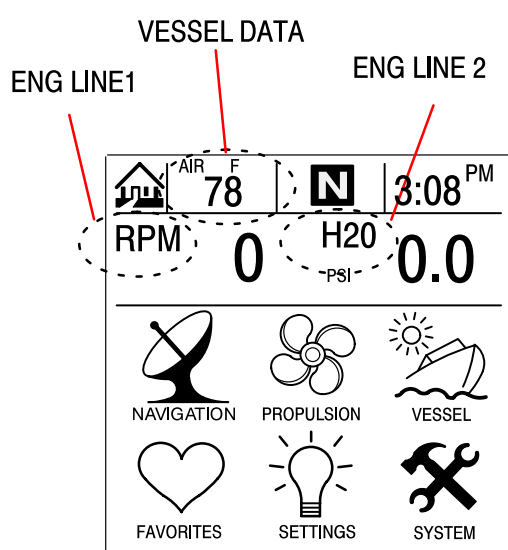 VESSEL DATA
ENG LINE1
ENG LINE 2
AIR F
78
N
3:08 PM
RPM
0
H20
PSI
0.0
NAVIGATION
PROPULSION
VESSEL
FAVORITES
SETTINGS
SYSTEM